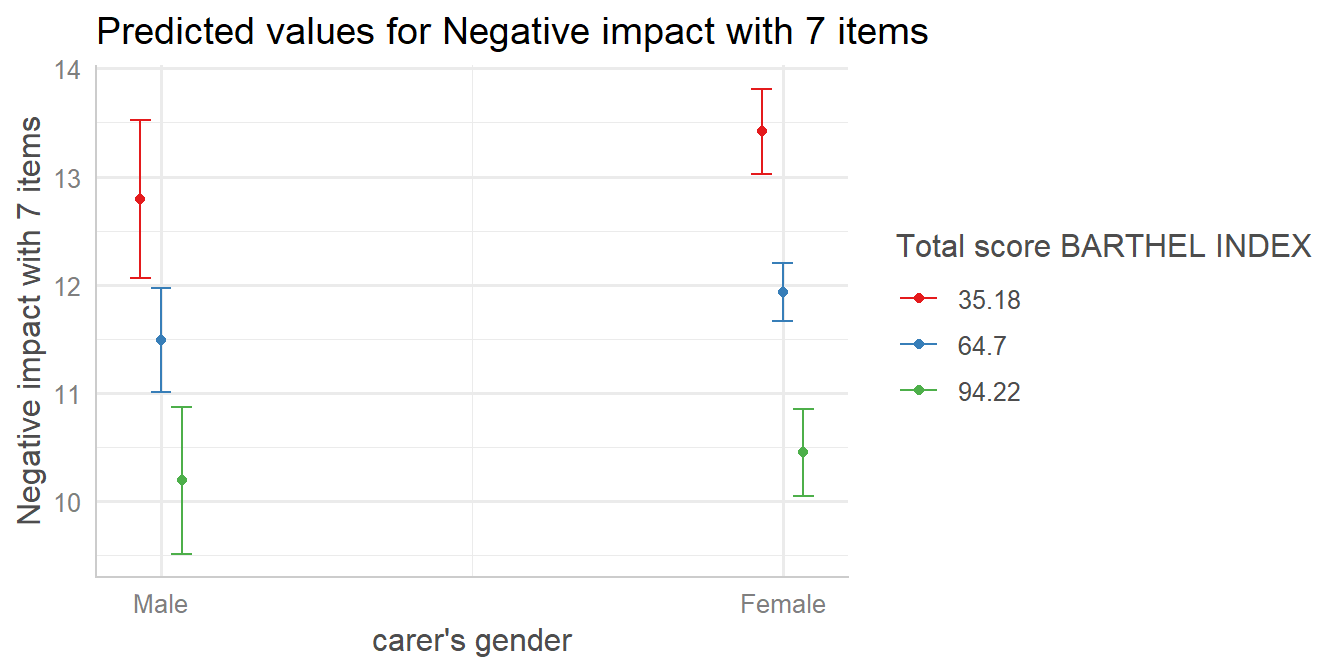 Predicted values for Negative impact with 7 items
Negative impact with 7 items
14
13
12
11
10
Male
Female
carer's gender
Total score BARTHEL INDEX
35.18
64.7
94.22